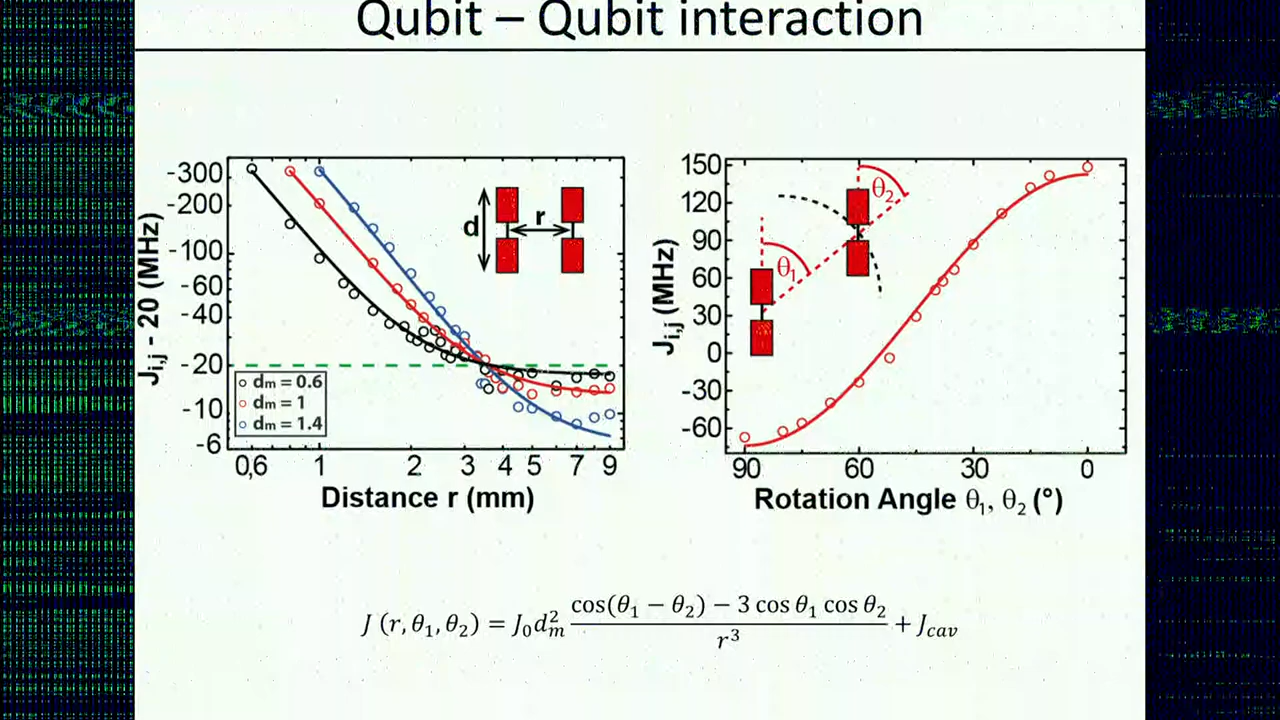 Qubit – Qubit interaction
J_{i,j} - 20 (MHz)
-300
-200
-100
-60
-40
-20
-10
-6
d
r
d_m = 0.6
d_m = 1
d_m = 1.4
0,6 1 2 3 4 5 7 9
Distance r (mm)
J_{i,j} (MHz)
150
120
90
60
30
0
-30
-60
θ_1
θ_2
90 60 30 0
Rotation Angle θ_1, θ_2 (°)
J (r, θ_1, θ_2) = J_0 d_m^2 \frac{cos(θ_1 − θ_2) − 3 cos θ_1 cos θ_2}{r^3} + J_{cav}